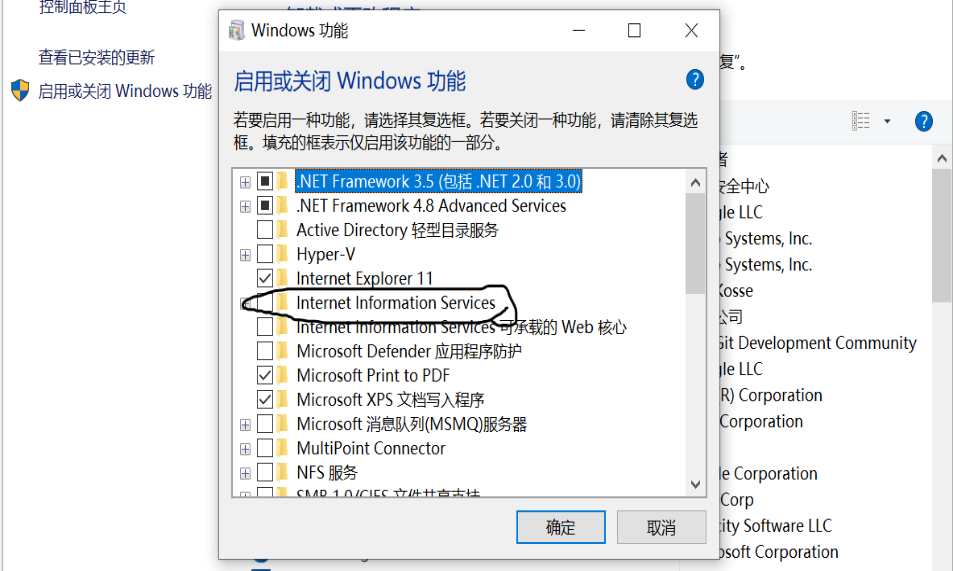 控制面板主页
查看已安装的更新
启用或关闭 Windows 功能
Windows 功能
启用或关闭 Windows 功能
若要启用一种功能，请选择其复选框。若要关闭一种功能，请清除其复选
框。填充的框表示仅启用该功能的一部分。
.NET Framework 3.5 (包括 .NET 2.0 和 3.0)
.NET Framework 4.8 Advanced Services
Active Directory 轻型目录服务
Hyper-V
Internet Explorer 11
Internet Information Services
Internet Information Services 可承载的 Web 核心
Microsoft Defender 应用程序防护
Microsoft Print to PDF
Microsoft XPS 文档写入程序
Microsoft 消息队列(MSMQ)服务器
MultiPoint Connector
NFS 服务
SMB 1.0/CIFS 文件共享支持
确定
取消
复”。
者
安全中心
gle LLC
Systems, Inc.
Systems, Inc.
Kosse
公司
Git Development Community
gle LLC
R) Corporation
Corporation
le Corporation
Corp
city Software LLC
osoft Corporation